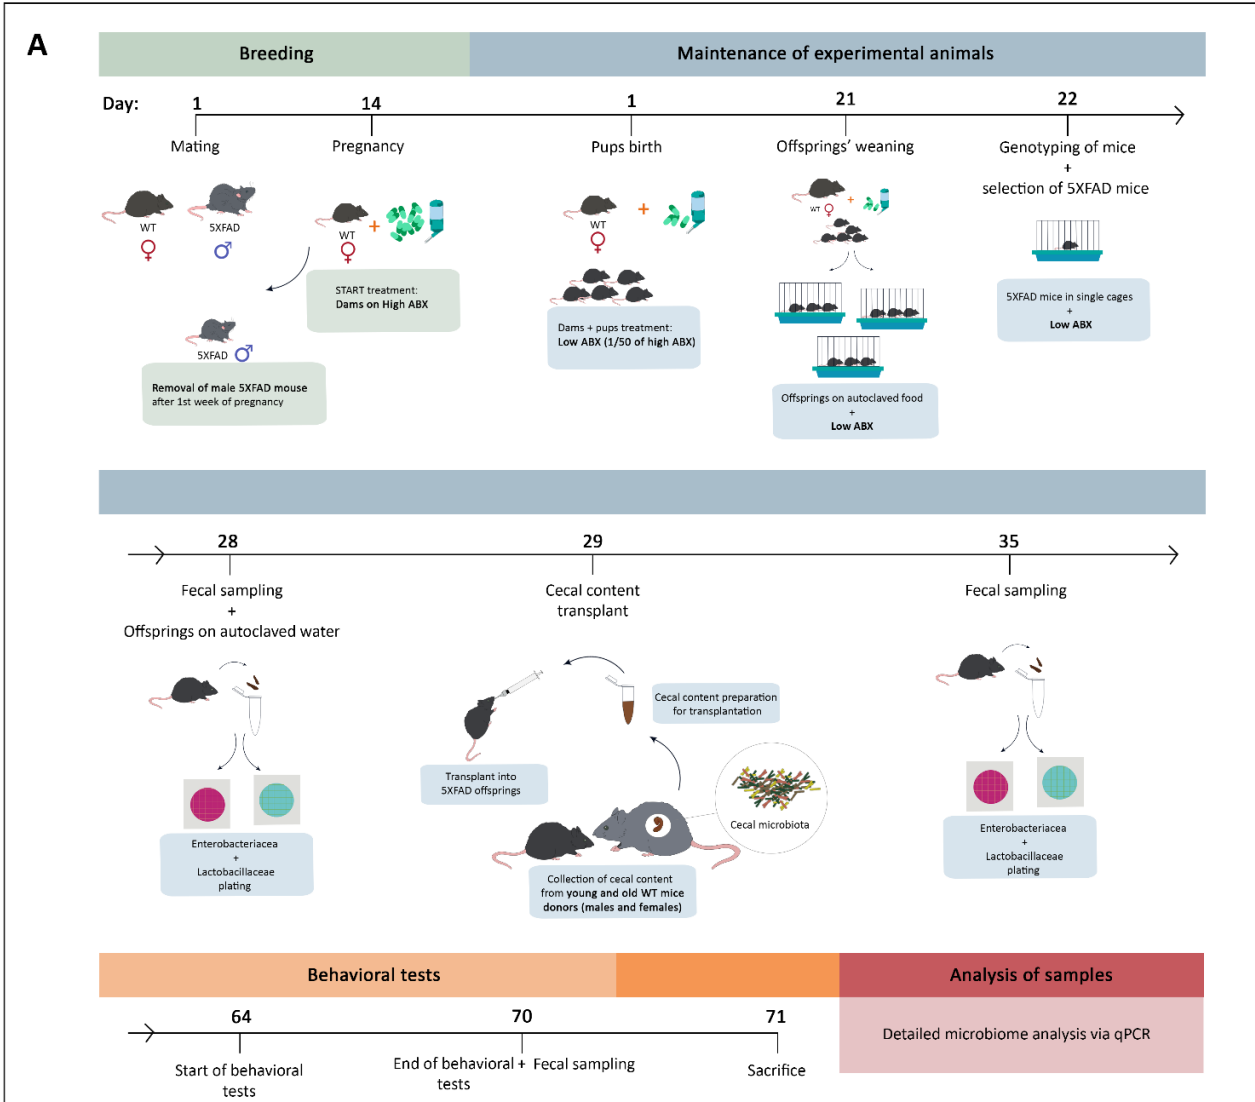 A
Breeding
Maintenance of experimental animals
Day:
1
14
1
21
22
Mating
Pregnancy
Pups birth
Offsprings' weaning
Genotyping of mice
+
selection of 5XFAD mice
WT
5XFAD
WT
+
WT
+
WT
+
START treatment:
Dams on High ABX
5XFAD
Removal of male 5XFAD mouse
after 1st week of pregnancy
Dams + pups treatment:
Low ABX (1/50 of high ABX)
Offsprings on autoclaved food
+
Low ABX
5XFAD mice in single cages
+
Low ABX
28
29
35
Fecal sampling
+
Offsprings on autoclaved water
Cecal content
transplant
Fecal sampling
Cecal content preparation
for transplantation
Transplant into
5XFAD offsprings
Cecal microbiota
Collection of cecal content
from young and old WT mice
donors (males and females)
Enterobacteriacea
+
Lactobacillaceae
plating
Enterobacteriacea
+
Lactobacillaceae
plating
Behavioral tests
Analysis of samples
64
70
71
Start of behavioral
tests
End of behavioral + Fecal sampling
tests
Sacrifice
Detailed microbiome analysis via qPCR